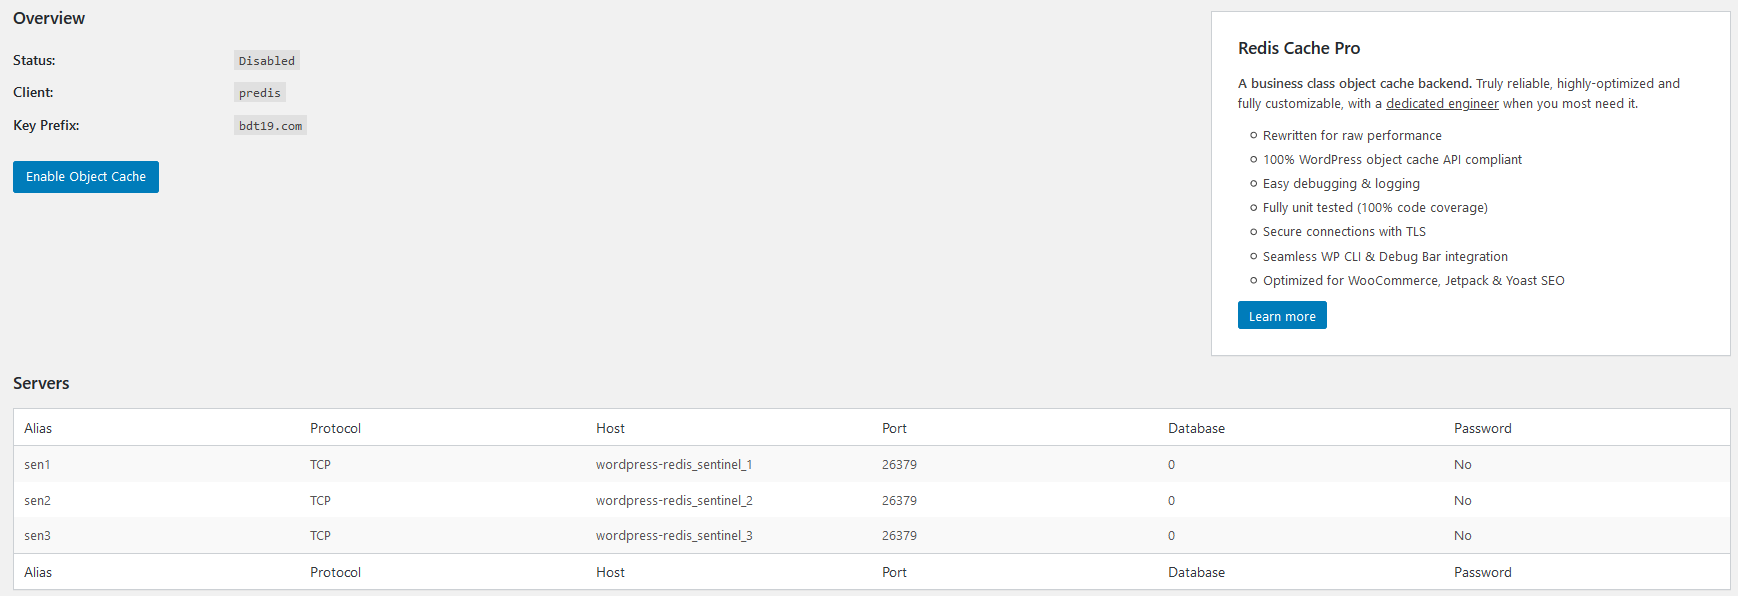 Overview
Status: Disabled
Client: predis
Key Prefix: bdt19.com
Enable Object Cache
Redis Cache Pro
A business class object cache backend. Truly reliable, highly-optimized and
fully customizable, with a dedicated engineer when you most need it.
Rewritten for raw performance
100% WordPress object cache API compliant
Easy debugging & logging
Fully unit tested (100% code coverage)
Secure connections with TLS
Seamless WP CLI & Debug Bar integration
Optimized for WooCommerce, Jetpack & Yoast SEO
Learn more
Servers
Alias Protocol Host Port Database Password
sen1 TCP wordpress-redis_sentinel_1 26379 0 No
sen2 TCP wordpress-redis_sentinel_2 26379 0 No
sen3 TCP wordpress-redis_sentinel_3 26379 0 No
Alias Protocol Host Port Database Password